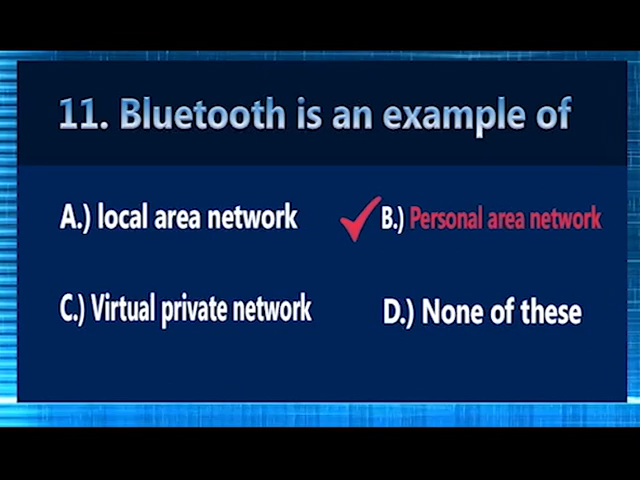 11. Bluetooth is an example of
A.) local area network
B.) Personal area network
C.) Virtual private network
D.) None of these